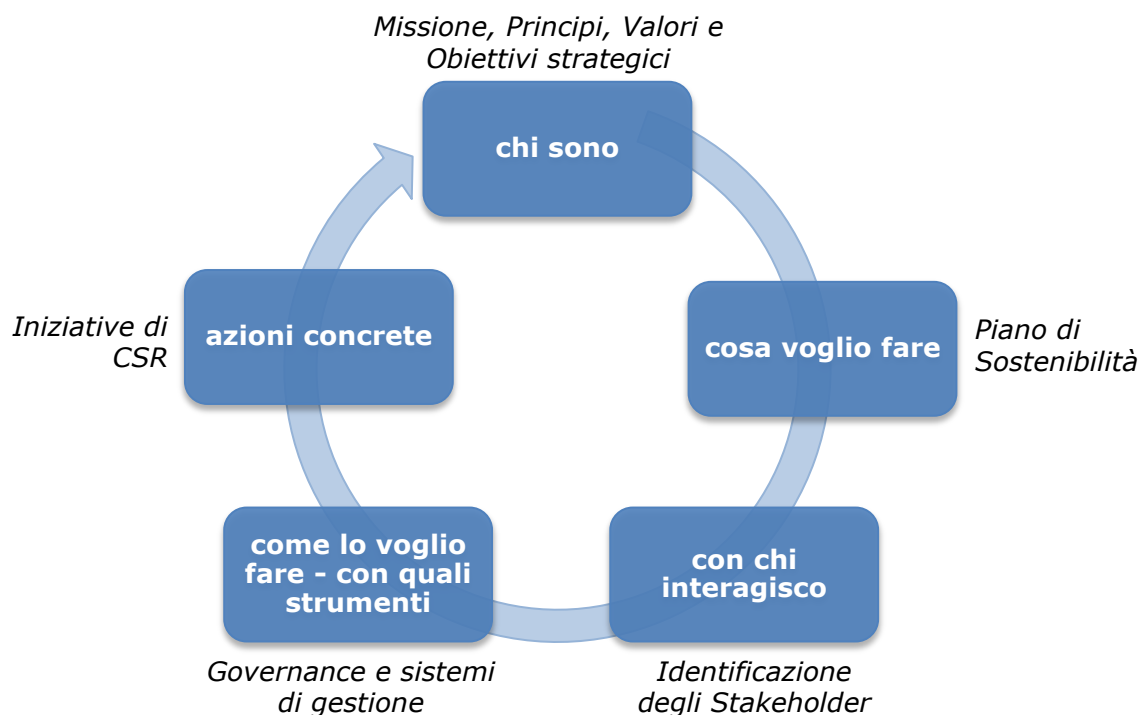 Missione, Principi, Valori e
Obiettivi strategici
chi sono
cosa voglio fare
Piano di
Sostenibilità
con chi
interagisco
Identificazione
degli Stakeholder
come lo voglio
fare - con quali
strumenti
Governance e sistemi
di gestione
azioni concrete
Iniziative di
CSR